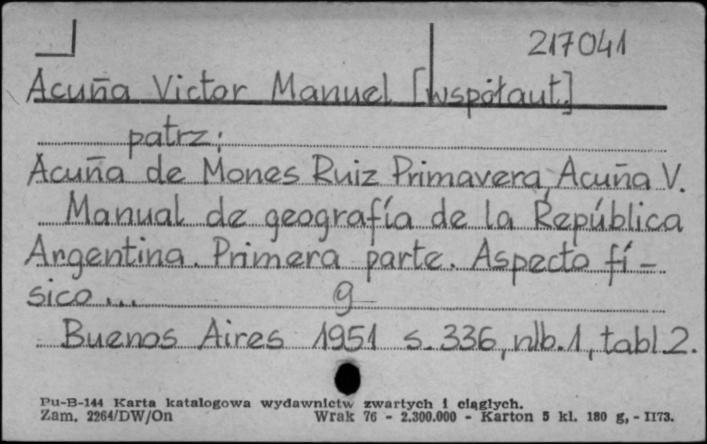 217041
Acuña Victor Manuel [współaut.]
patrz:
Acuña de Mones Ruiz Primavera, Acuña V.
Manual de geografía de la República
Argentina. Primera parte. Aspecto fí-
sico... g
Buenos Aires 1951 s. 336, nlb. 1, tabl. 2.
Pu-B-144 Karta katalogowa wydawnictw zwartych i ciągłych.
Zam. 2264/DW/On Wrak 76 - 2.300.000 - Karton 5 kl. 180 g, - II73.